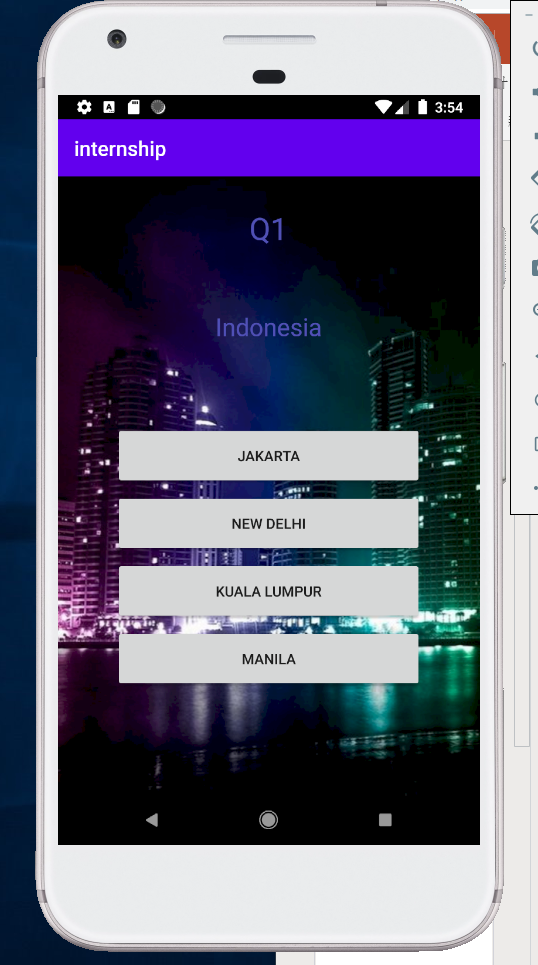 3:54
internship
Q1
Indonesia
JAKARTA
NEW DELHI
KUALA LUMPUR
MANILA